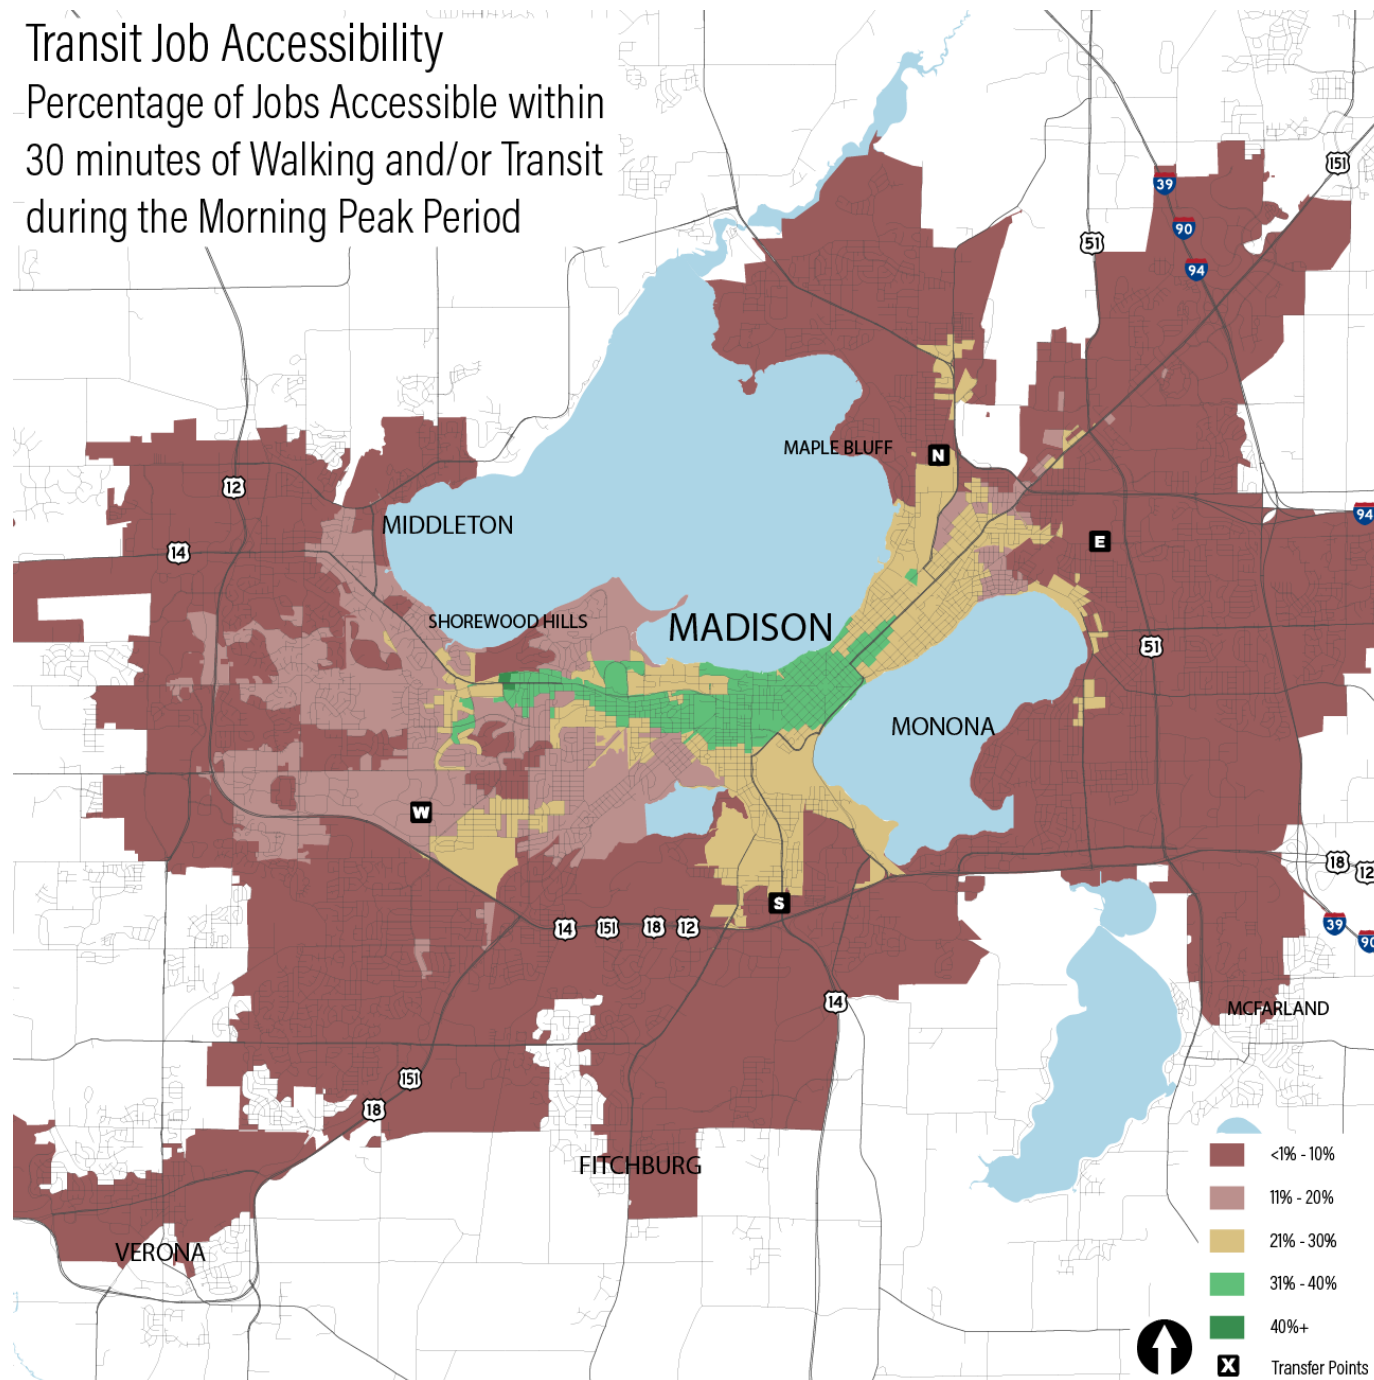 Transit Job Accessibility
Percentage of Jobs Accessible within
30 minutes of Walking and/or Transit
during the Morning Peak Period
151
39
90
51
94
MAPLE BLUFF
N
12
94
MIDDLETON
14
E
SHOREWOOD HILLS
MADISON
51
MONONA
W
18
12
S
14
151
18
12
39
90
14
MCFARLAND
151
18
FITCHBURG
VERONA
<1% - 10%
11% - 20%
21% - 30%
31% - 40%
40%+
X Transfer Points